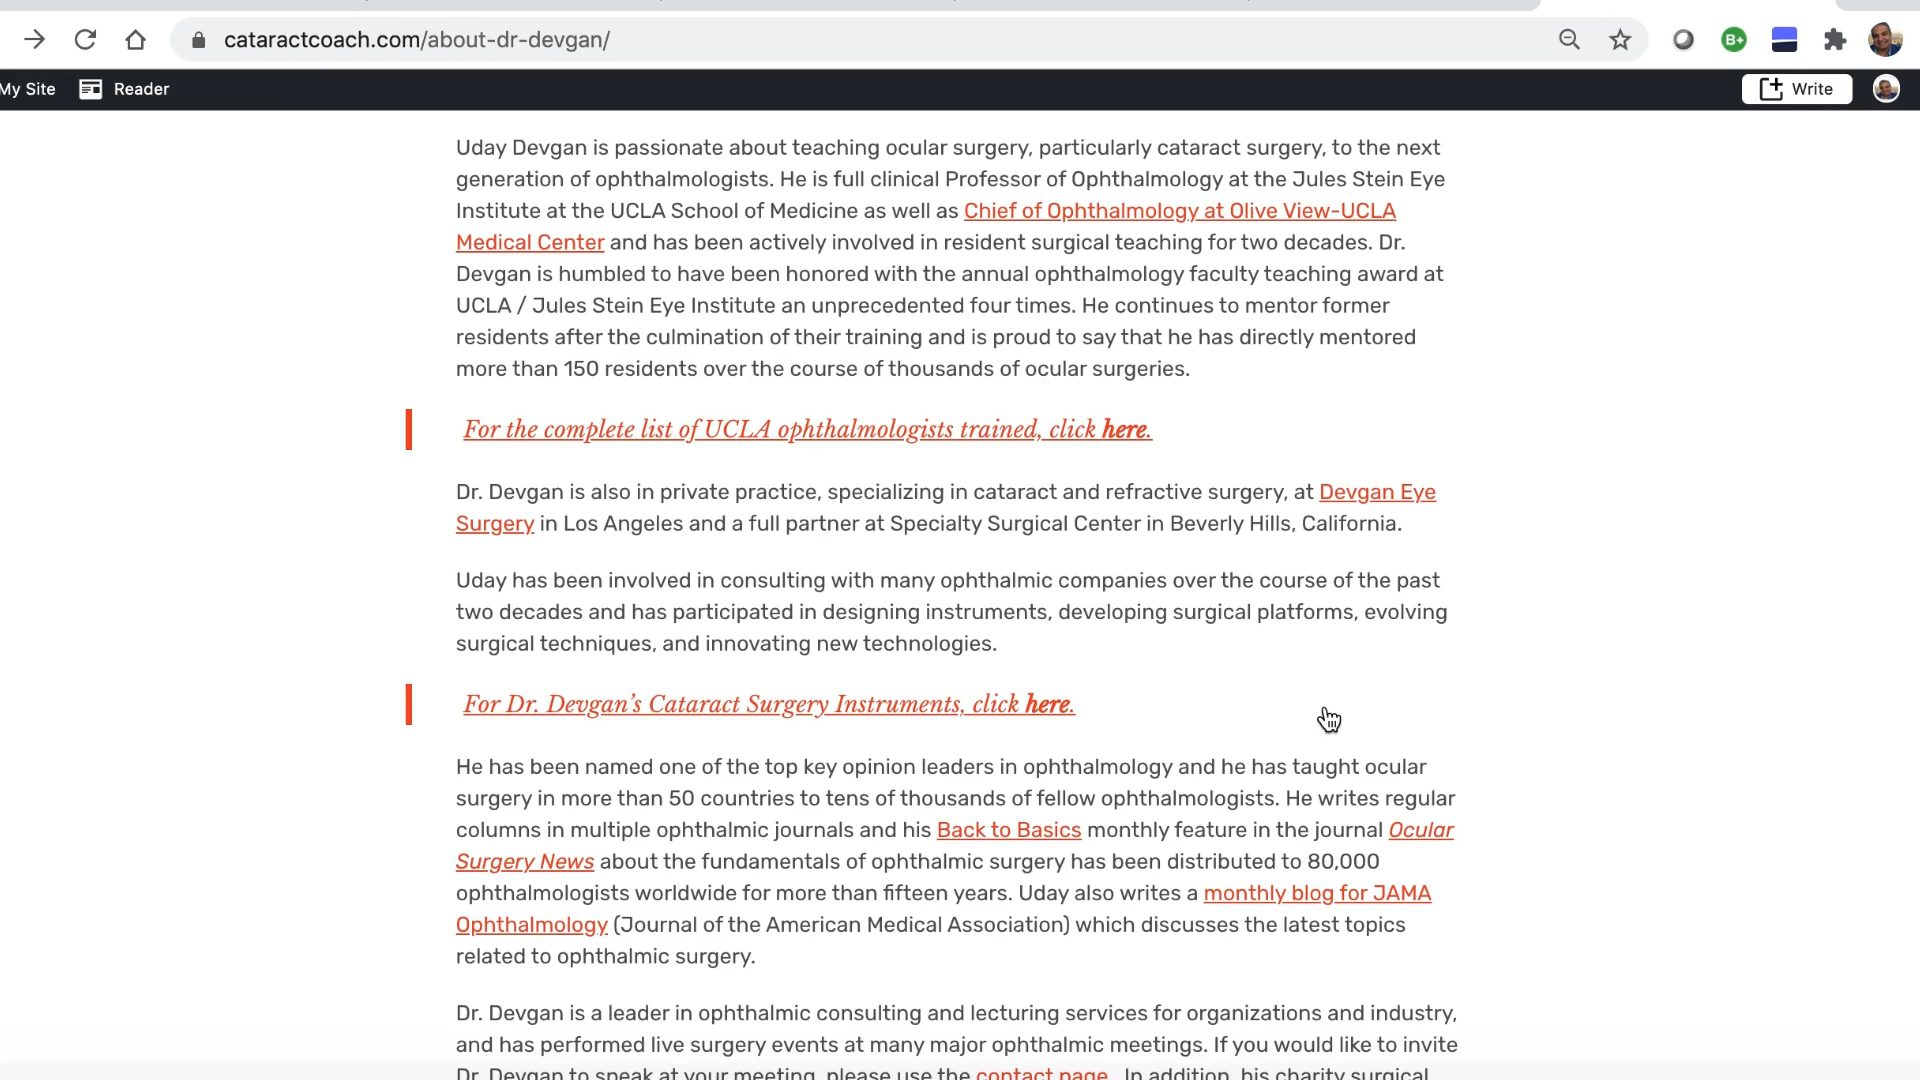 cataractcoach.com/about-dr-devgan/
B+
My Site
Reader
Write
Uday Devgan is passionate about teaching ocular surgery, particularly cataract surgery, to the next
generation of ophthalmologists. He is full clinical Professor of Ophthalmology at the Jules Stein Eye
Institute at the UCLA School of Medicine as well as Chief of Ophthalmology at Olive View-UCLA
Medical Center and has been actively involved in resident surgical teaching for two decades. Dr.
Devgan is humbled to have been honored with the annual ophthalmology faculty teaching award at
UCLA / Jules Stein Eye Institute an unprecedented four times. He continues to mentor former
residents after the culmination of their training and is proud to say that he has directly mentored
more than 150 residents over the course of thousands of ocular surgeries.
For the complete list of UCLA ophthalmologists trained, click here.
Dr. Devgan is also in private practice, specializing in cataract and refractive surgery, at Devgan Eye
Surgery in Los Angeles and a full partner at Specialty Surgical Center in Beverly Hills, California.
Uday has been involved in consulting with many ophthalmic companies over the course of the past
two decades and has participated in designing instruments, developing surgical platforms, evolving
surgical techniques, and innovating new technologies.
For Dr. Devgan’s Cataract Surgery Instruments, click here.
He has been named one of the top key opinion leaders in ophthalmology and he has taught ocular
surgery in more than 50 countries to tens of thousands of fellow ophthalmologists. He writes regular
columns in multiple ophthalmic journals and his Back to Basics monthly feature in the journal Ocular
Surgery News about the fundamentals of ophthalmic surgery has been distributed to 80,000
ophthalmologists worldwide for more than fifteen years. Uday also writes a monthly blog for JAMA
Ophthalmology (Journal of the American Medical Association) which discusses the latest topics
related to ophthalmic surgery.
Dr. Devgan is a leader in ophthalmic consulting and lecturing services for organizations and industry,
and has performed live surgery events at many major ophthalmic meetings. If you would like to invite
Dr. Devgan to speak at your meeting, please use the contact page. In addition, his charity surgical